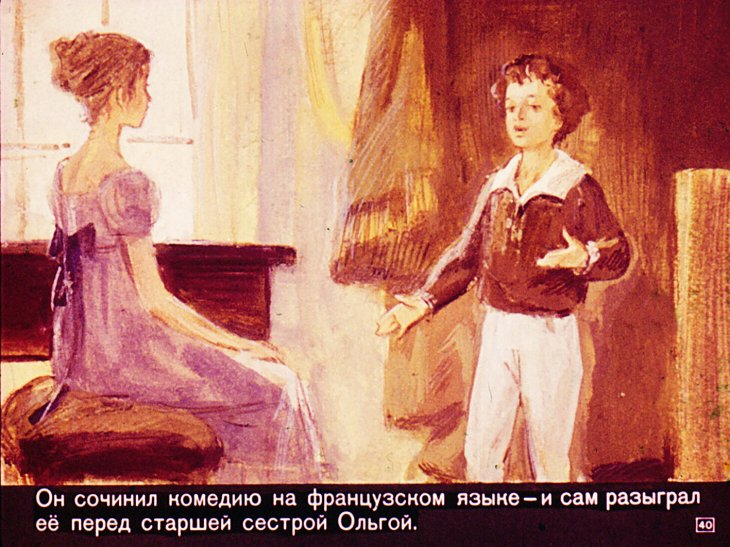 Он сочинил комедию на французском языке – и сам разыграл
её перед старшей сестрой Ольгой.
40